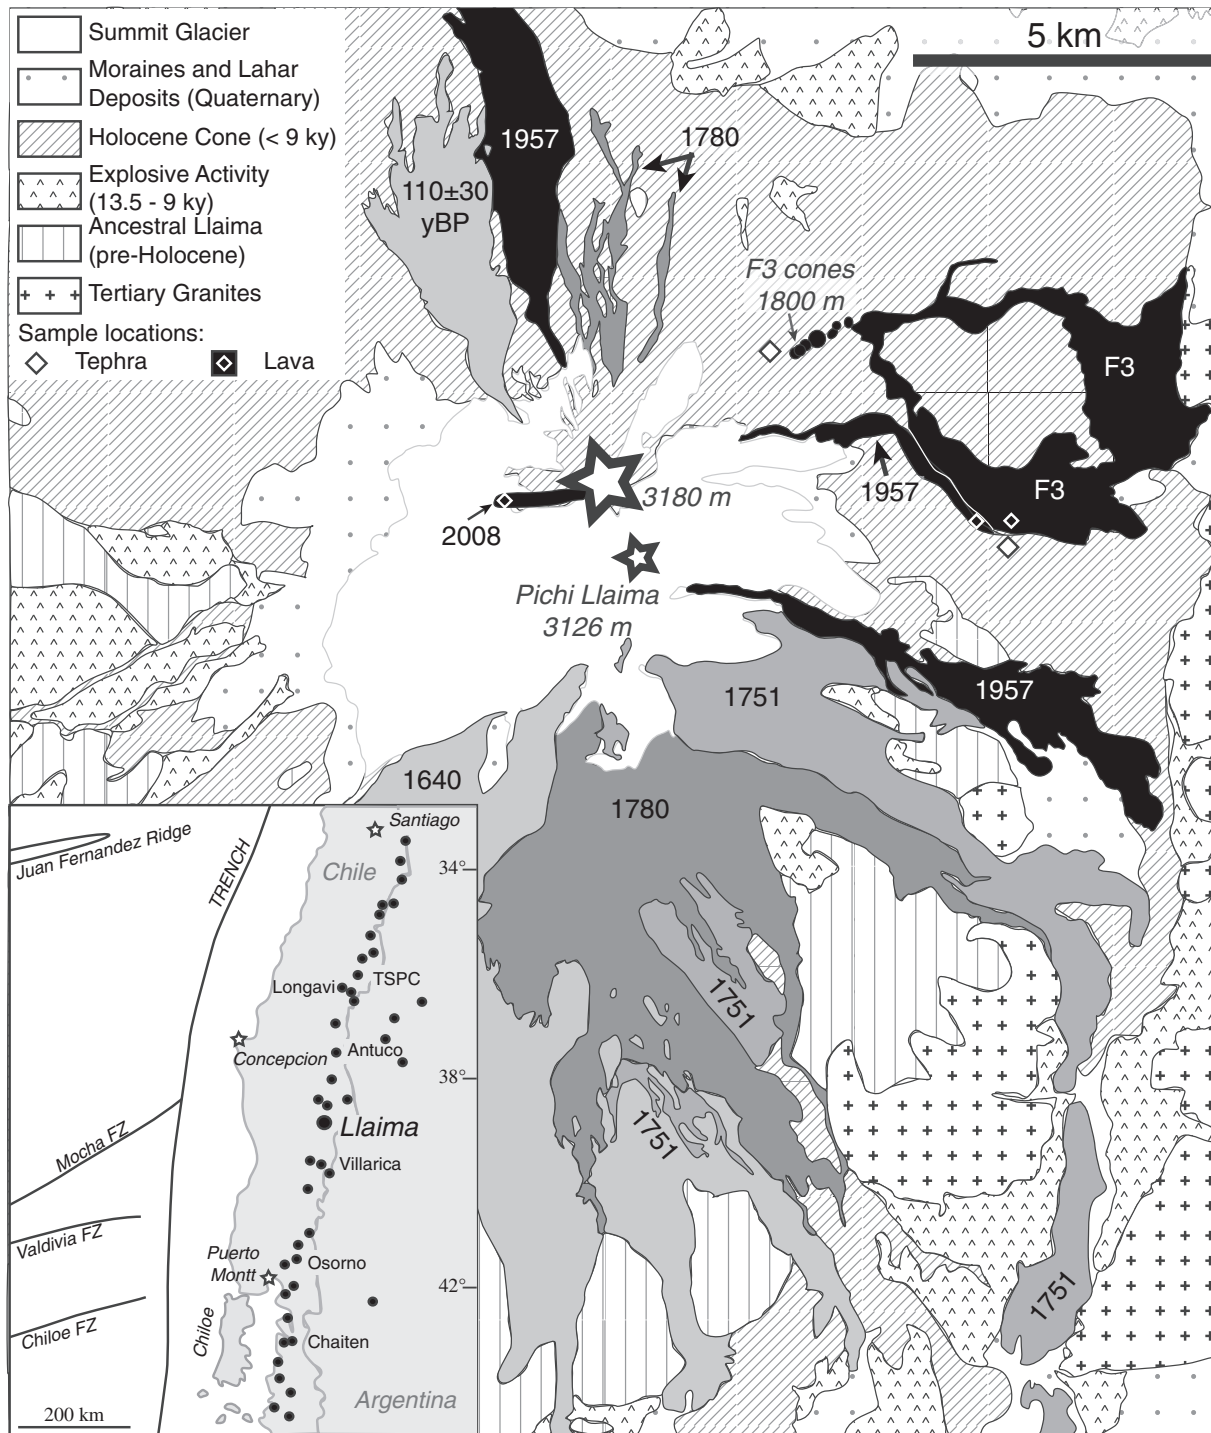 Summit Glacier
Moraines and Lahar
Deposits (Quaternary)
Holocene Cone (< 9 ky)
Explosive Activity
(13.5 - 9 ky)
Ancestral Llaima
(pre-Holocene)
Tertiary Granites
Sample locations:
Tephra
Lava
5 km
1957
1780
110±30
yBP
F3 cones
1800 m
F3
F3
1957
3180 m
2008
Pichi Llaima
3126 m
1751
1957
1640
1780
1751
1751
1751
Juan Fernandez Ridge
TRENCH
Santiago
Chile
34°
Longavi
TSPC
Concepcion
Antuco
38°
Llaima
Mocha FZ
Villarica
Valdivia FZ
Puerto
Montt
Osorno
42°
Chiloe
Chiloe FZ
Chaiten
Argentina
200 km